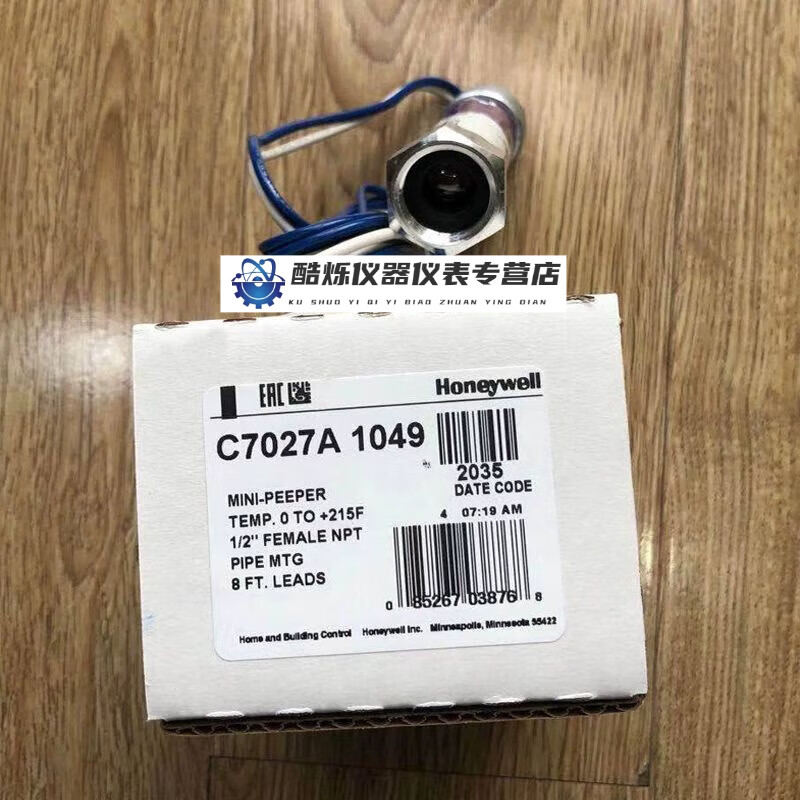 酷烁仪器仪表专营店
KU SHUO YI QI YI BIAO ZHUAN YING DIAN
EAC
Honeywell
C7027A 1049
2035
DATE CODE
MINI-PEEPER
TEMP. 0 TO +215F
1/2" FEMALE NPT
PIPE MTG
8 FT. LEADS
4 07:19 AM
0 85267 03876 8
Home and Building Control Honeywell Inc. Minneapolis, Minnesota 55422